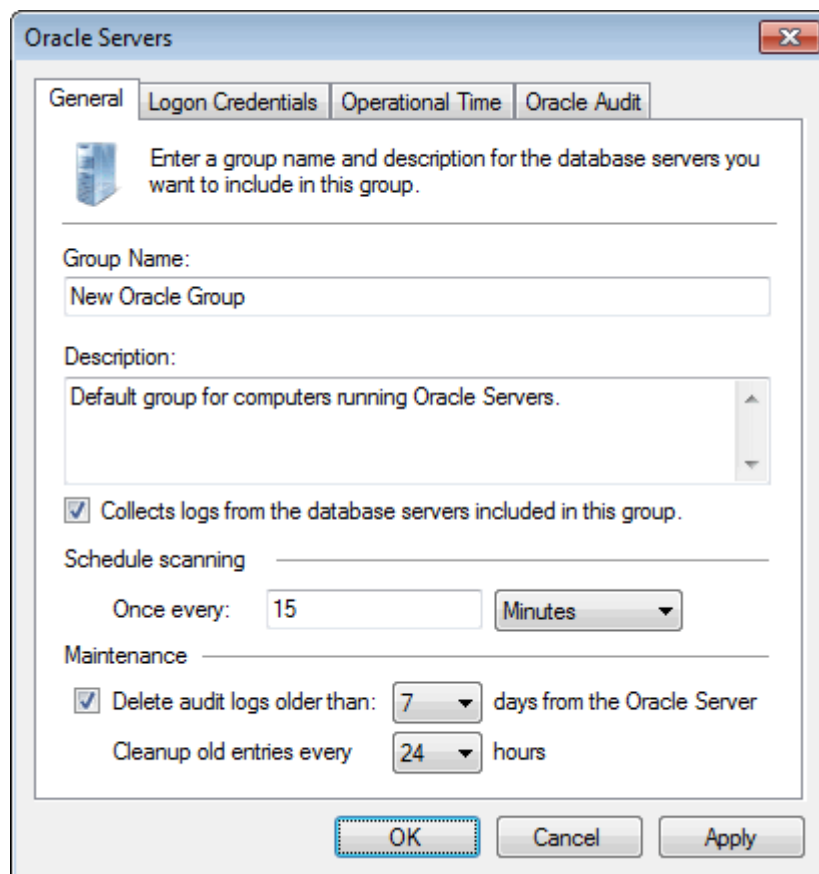 Oracle Servers
General Logon Credentials Operational Time Oracle Audit
Enter a group name and description for the database servers you
want to include in this group.
Group Name:
New Oracle Group
Description:
Default group for computers running Oracle Servers.
Collects logs from the database servers included in this group.
Schedule scanning
Once every: 15 Minutes
Maintenance
Delete audit logs older than: 7 days from the Oracle Server
Cleanup old entries every 24 hours
OK Cancel Apply